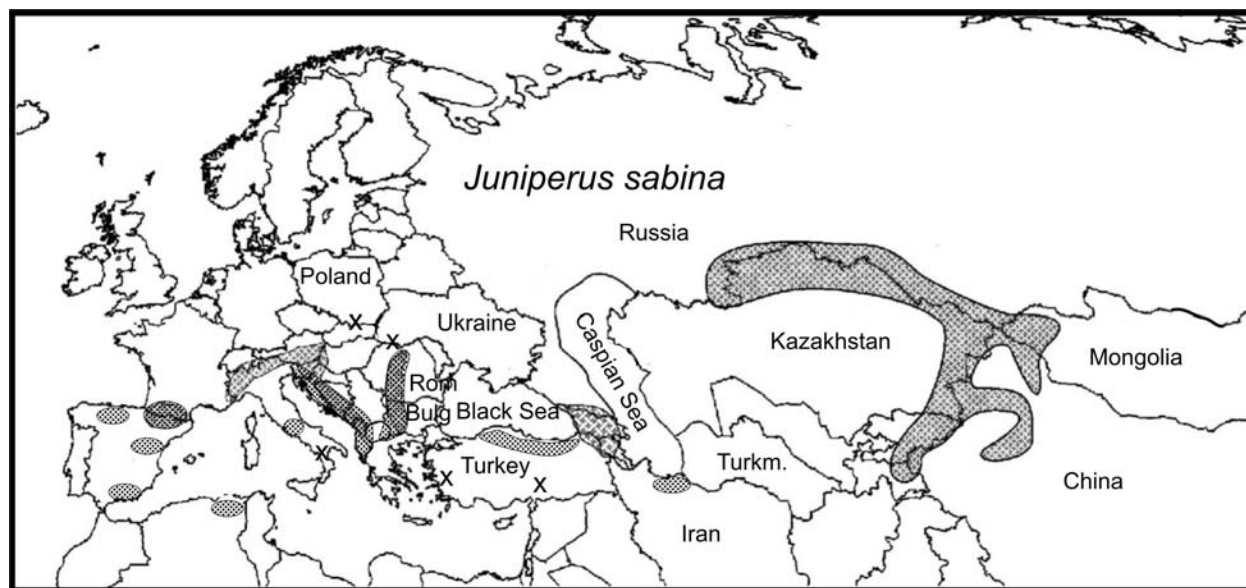 Juniperus sabina
Russia
Poland
X
Ukraine
X
Kazakhstan
Mongolia
Caspian Sea
Rom
Bulg
Black Sea
X
Turkey
X
X
Turkm.
China
Iran